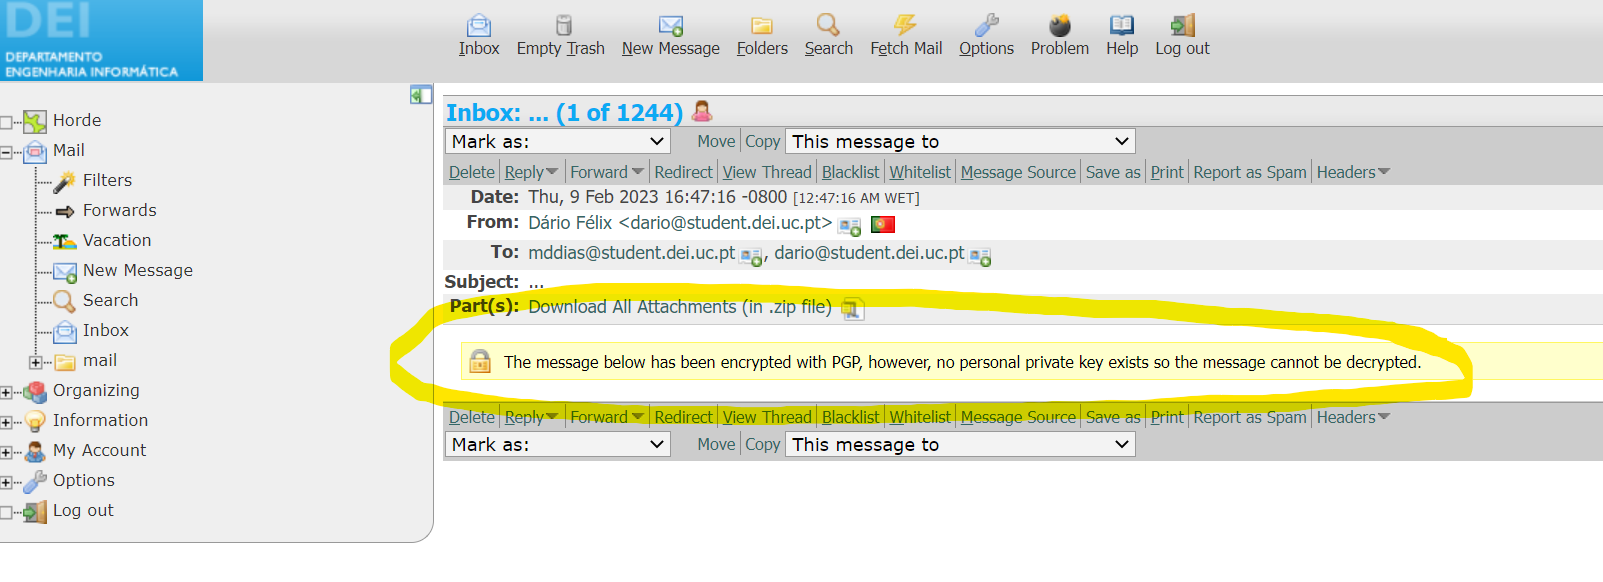 DEI
DEPARTAMENTO
ENGENHARIA INFORMÁTICA
Inbox Empty Trash New Message Folders Search Fetch Mail Options Problem Help Log out
Horde
Mail
Filters
Forwards
Vacation
New Message
Search
Inbox
mail
Organizing
Information
My Account
Options
Log out
Inbox: ... (1 of 1244)
Mark as: Move Copy This message to
Delete Reply Forward Redirect View Thread Blacklist Whitelist Message Source Save as Print Report as Spam Headers
Date: Thu, 9 Feb 2023 16:47:16 -0800 [12:47:16 AM WET]
From: Dário Félix <dario@student.dei.uc.pt>
To: mddias@student.dei.uc.pt , dario@student.dei.uc.pt
Subject: ...
Part(s): Download All Attachments (in .zip file)
The message below has been encrypted with PGP, however, no personal private key exists so the message cannot be decrypted.
Delete Reply Forward Redirect View Thread Blacklist Whitelist Message Source Save as Print Report as Spam Headers
Mark as: Move Copy This message to